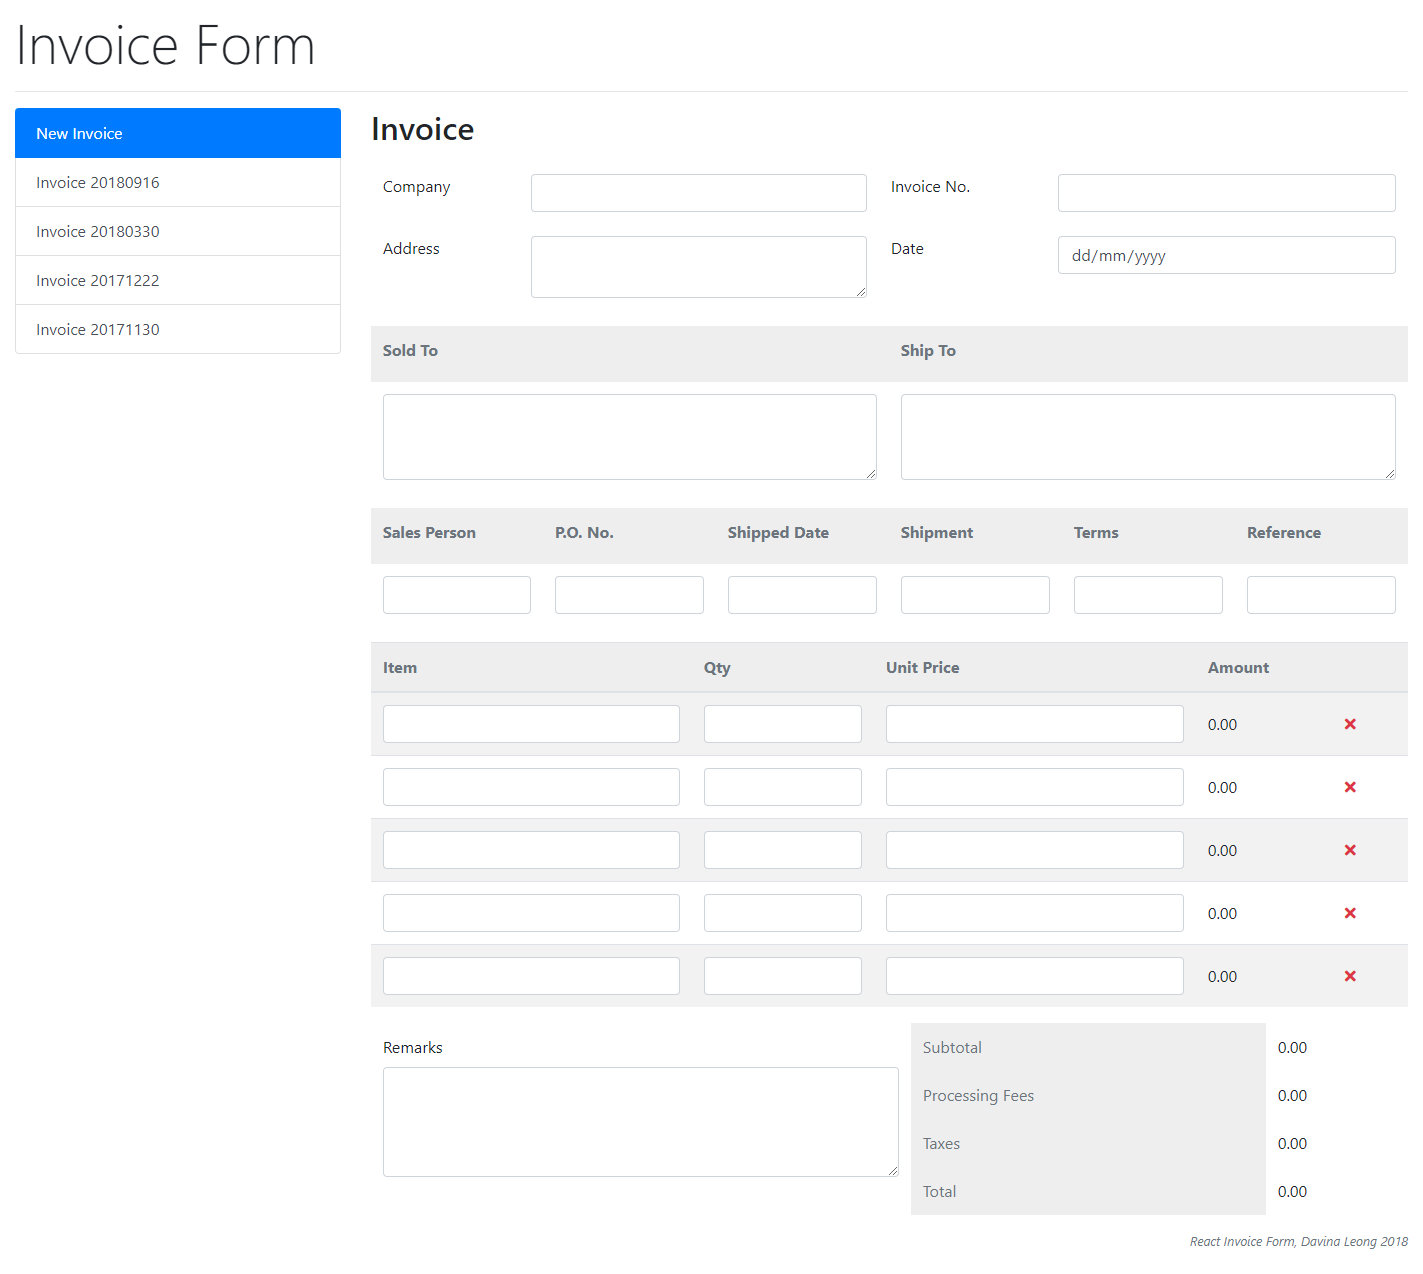 Invoice Form
New Invoice
Invoice 20180916
Invoice 20180330
Invoice 20171222
Invoice 20171130
Invoice
Company Invoice No.
Address Date dd/mm/yyyy
Sold To Ship To
Sales Person P.O. No. Shipped Date Shipment Terms Reference
Item Qty Unit Price Amount
0.00
0.00
0.00
0.00
0.00
Remarks Subtotal 0.00
Processing Fees 0.00
Taxes 0.00
Total 0.00
React Invoice Form, Davina Leong 2018